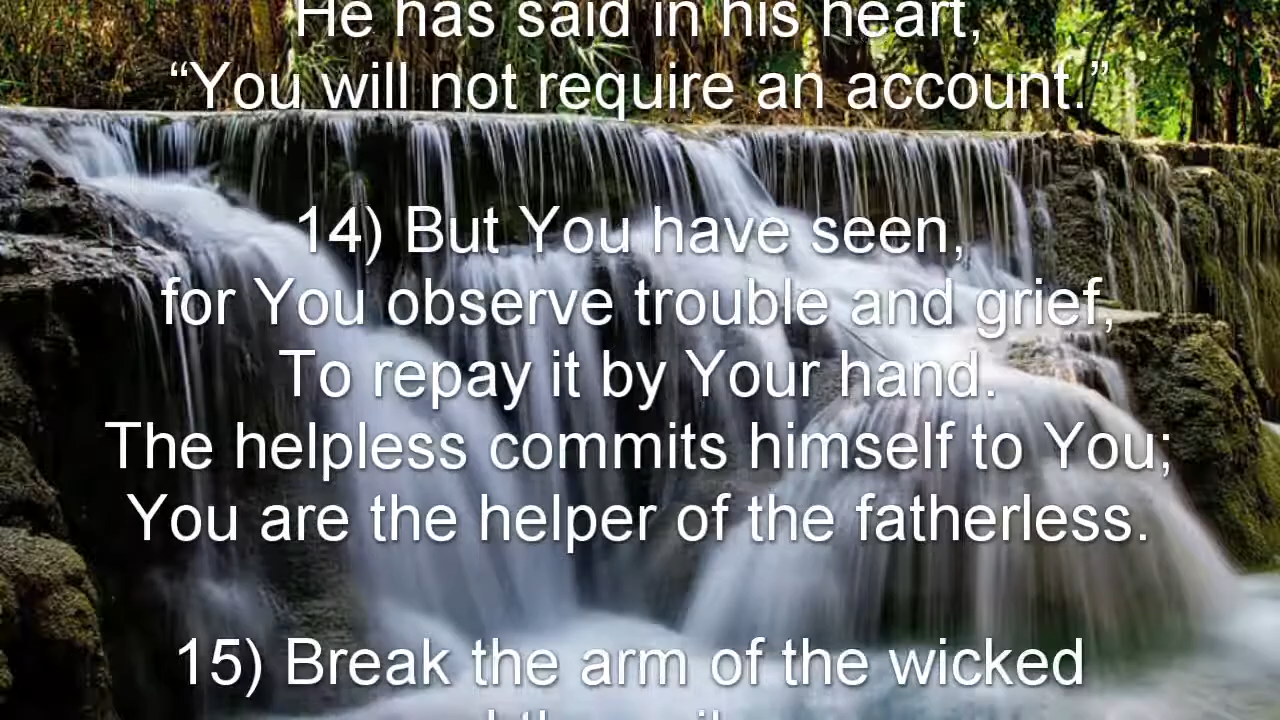 He has said in his heart,
“You will not require an account.”
14) But You have seen,
for You observe trouble and grief,
To repay it by Your hand.
The helpless commits himself to You;
You are the helper of the fatherless.
15) Break the arm of the wicked